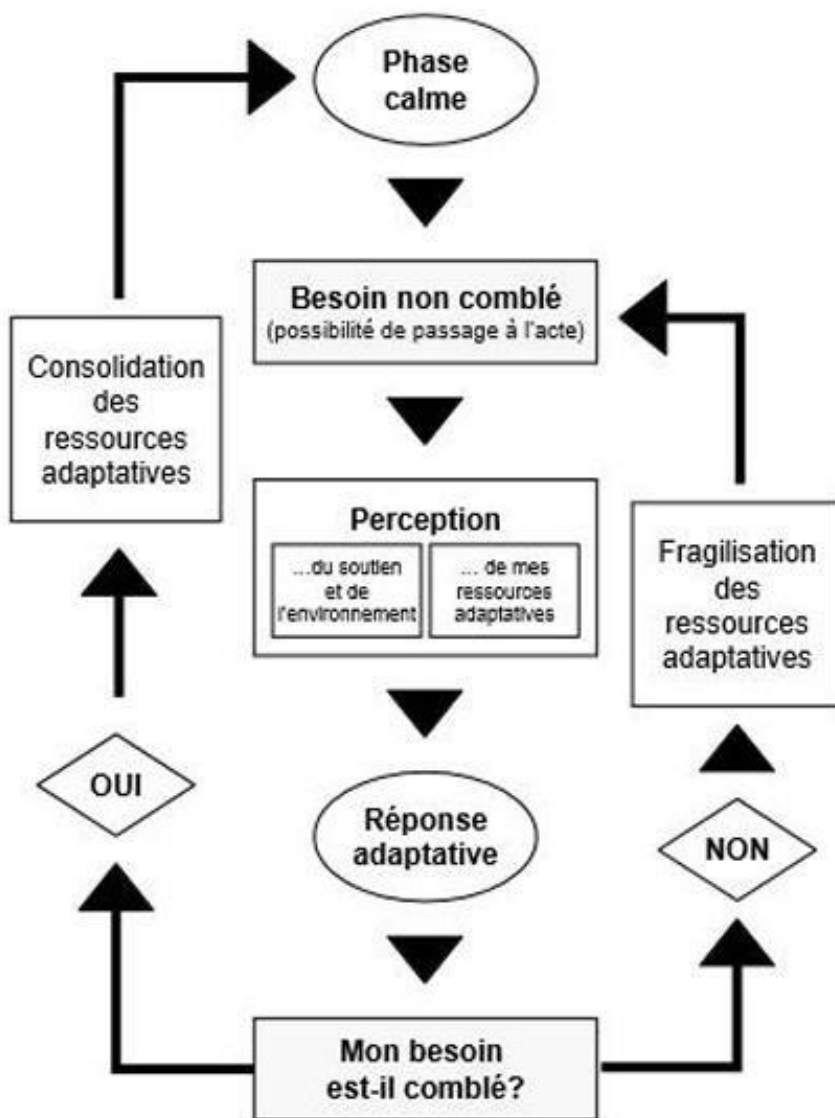 Phase
calme
Besoin non comblé
(possibilité de passage à l'acte)
Consolidation
des
ressources
adaptatives
Perception
...du soutien
et de
l'environnement
... de mes
ressources
adaptatives
Fragilisation
des
ressources
adaptatives
OUI
Réponse
adaptative
NON
Mon besoin
est-il comblé?